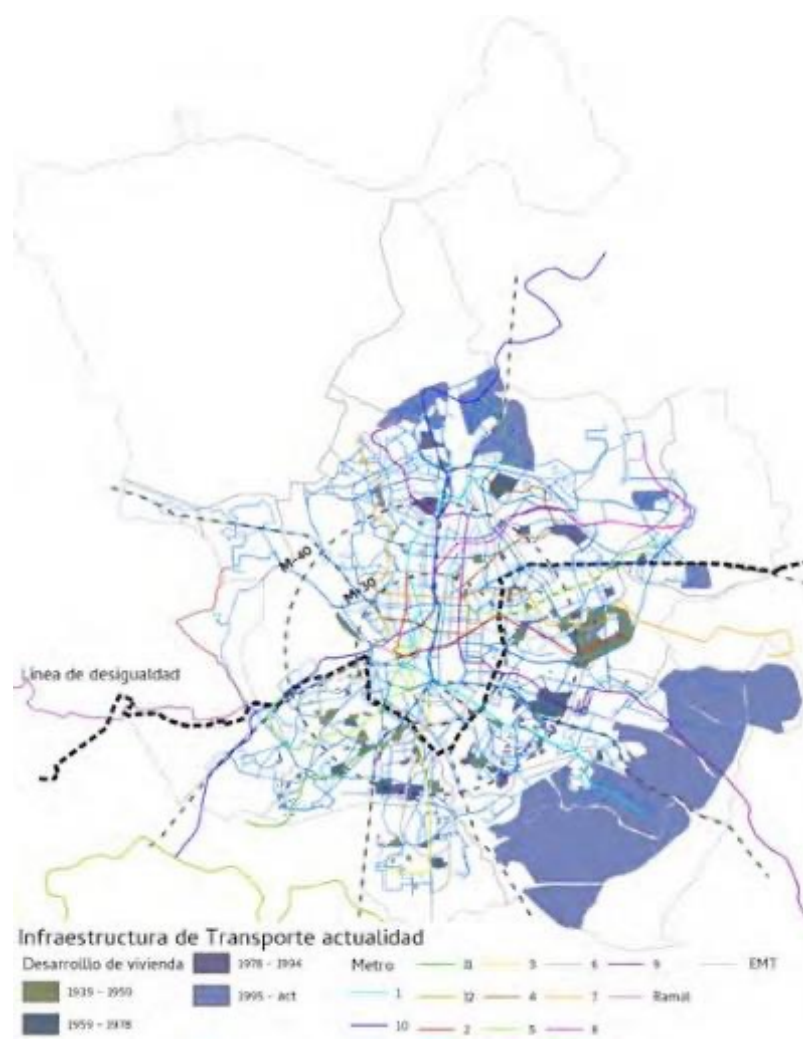 M-40
M-30
Línea de desigualdad
Infraestructura de Transporte actualidad
Desarrollo de vivienda
1939 - 1959
1959 - 1978
1978 - 1994
1995 - act
Metro
1
10
11
12
2
3
4
5
6
7
8
9
Ramal
EMT